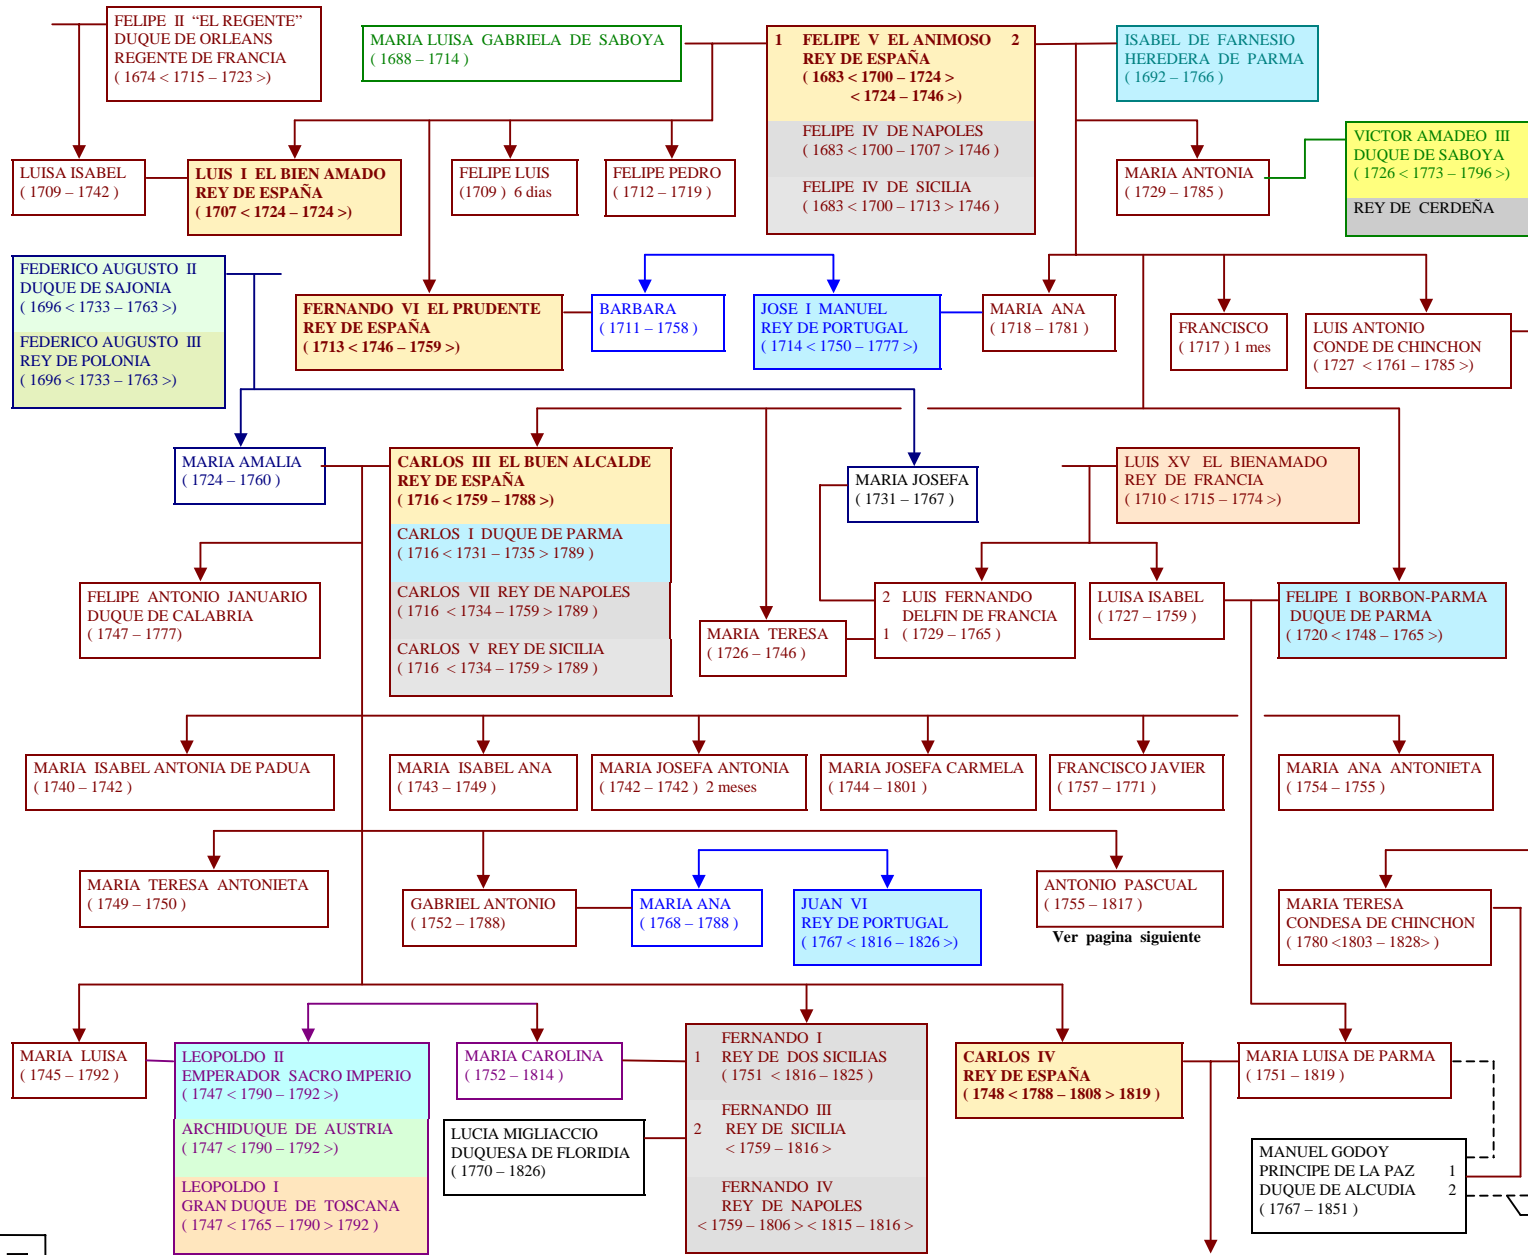 FELIPE II “EL REGENTE”
DUQUE DE ORLEANS
REGENTE DE FRANCIA
( 1674 < 1715 – 1723 >)
MARIA LUISA GABRIELA DE SABOYA
( 1688 – 1714 )
1 FELIPE V EL ANIMOSO 2
REY DE ESPAÑA
( 1683 < 1700 – 1724 >
< 1724 – 1746 >)
FELIPE IV DE NAPOLES
( 1683 < 1700 – 1707 > 1746 )
FELIPE IV DE SICILIA
( 1683 < 1700 – 1713 > 1746 )
ISABEL DE FARNESIO
HEREDERA DE PARMA
( 1692 – 1766 )
LUISA ISABEL
( 1709 – 1742 )
LUIS I EL BIEN AMADO
REY DE ESPAÑA
( 1707 < 1724 – 1724 >)
FELIPE LUIS
(1709 ) 6 dias
FELIPE PEDRO
( 1712 – 1719 )
MARIA ANTONIA
( 1729 – 1785 )
VICTOR AMADEO III
DUQUE DE SABOYA
( 1726 < 1773 – 1796 >)
REY DE CERDEÑA
FEDERICO AUGUSTO II
DUQUE DE SAJONIA
( 1696 < 1733 – 1763 >)
FEDERICO AUGUSTO III
REY DE POLONIA
( 1696 < 1733 – 1763 >)
FERNANDO VI EL PRUDENTE
REY DE ESPAÑA
( 1713 < 1746 – 1759 >)
BARBARA
( 1711 – 1758 )
JOSE I MANUEL
REY DE PORTUGAL
( 1714 < 1750 – 1777 >)
MARIA ANA
( 1718 – 1781 )
FRANCISCO
( 1717 ) 1 mes
LUIS ANTONIO
CONDE DE CHINCHON
( 1727 < 1761 – 1785 >)
MARIA AMALIA
( 1724 – 1760 )
CARLOS III EL BUEN ALCALDE
REY DE ESPAÑA
( 1716 < 1759 – 1788 >)
CARLOS I DUQUE DE PARMA
( 1716 < 1731 – 1735 > 1789 )
CARLOS VII REY DE NAPOLES
( 1716 < 1734 – 1759 > 1789 )
CARLOS V REY DE SICILIA
( 1716 < 1734 – 1759 > 1789 )
MARIA JOSEFA
( 1731 – 1767 )
LUIS XV EL BIENAMADO
REY DE FRANCIA
( 1710 < 1715 – 1774 >)
FELIPE ANTONIO JANUARIO
DUQUE DE CALABRIA
( 1747 – 1777)
MARIA TERESA
( 1726 – 1746 )
2 LUIS FERNANDO
DELFIN DE FRANCIA
1 ( 1729 – 1765 )
LUISA ISABEL
( 1727 – 1759 )
FELIPE I BORBON-PARMA
DUQUE DE PARMA
( 1720 < 1748 – 1765 >)
MARIA ISABEL ANTONIA DE PADUA
( 1740 – 1742 )
MARIA ISABEL ANA
( 1743 – 1749 )
MARIA JOSEFA ANTONIA
( 1742 – 1742 ) 2 meses
MARIA JOSEFA CARMELA
( 1744 – 1801 )
FRANCISCO JAVIER
( 1757 – 1771 )
MARIA ANA ANTONIETA
( 1754 – 1755 )
MARIA TERESA ANTONIETA
( 1749 – 1750 )
GABRIEL ANTONIO
( 1752 – 1788)
MARIA ANA
( 1768 – 1788 )
JUAN VI
REY DE PORTUGAL
( 1767 < 1816 – 1826 >)
ANTONIO PASCUAL
( 1755 – 1817 )
Ver pagina siguiente
MARIA TERESA
CONDESA DE CHINCHON
( 1780 <1803 – 1828> )
MARIA LUISA
( 1745 – 1792 )
LEOPOLDO II
EMPERADOR SACRO IMPERIO
( 1747 < 1790 – 1792 >)
ARCHIDUQUE DE AUSTRIA
( 1747 < 1790 – 1792 >)
LEOPOLDO I
GRAN DUQUE DE TOSCANA
( 1747 < 1765 – 1790 > 1792 )
MARIA CAROLINA
( 1752 – 1814 )
LUCIA MIGLIACCIO
DUQUESA DE FLORIDIA
( 1770 – 1826)
FERNANDO I
1 REY DE DOS SICILIAS
( 1751 < 1816 – 1825 )
FERNANDO III
2 REY DE SICILIA
< 1759 – 1816 >
FERNANDO IV
REY DE NAPOLES
< 1759 – 1806 > < 1815 – 1816 >
CARLOS IV
REY DE ESPAÑA
( 1748 < 1788 – 1808 > 1819 )
MARIA LUISA DE PARMA
( 1751 – 1819 )
MANUEL GODOY
PRINCIPE DE LA PAZ 1
DUQUE DE ALCUDIA 2
( 1767 – 1851 )